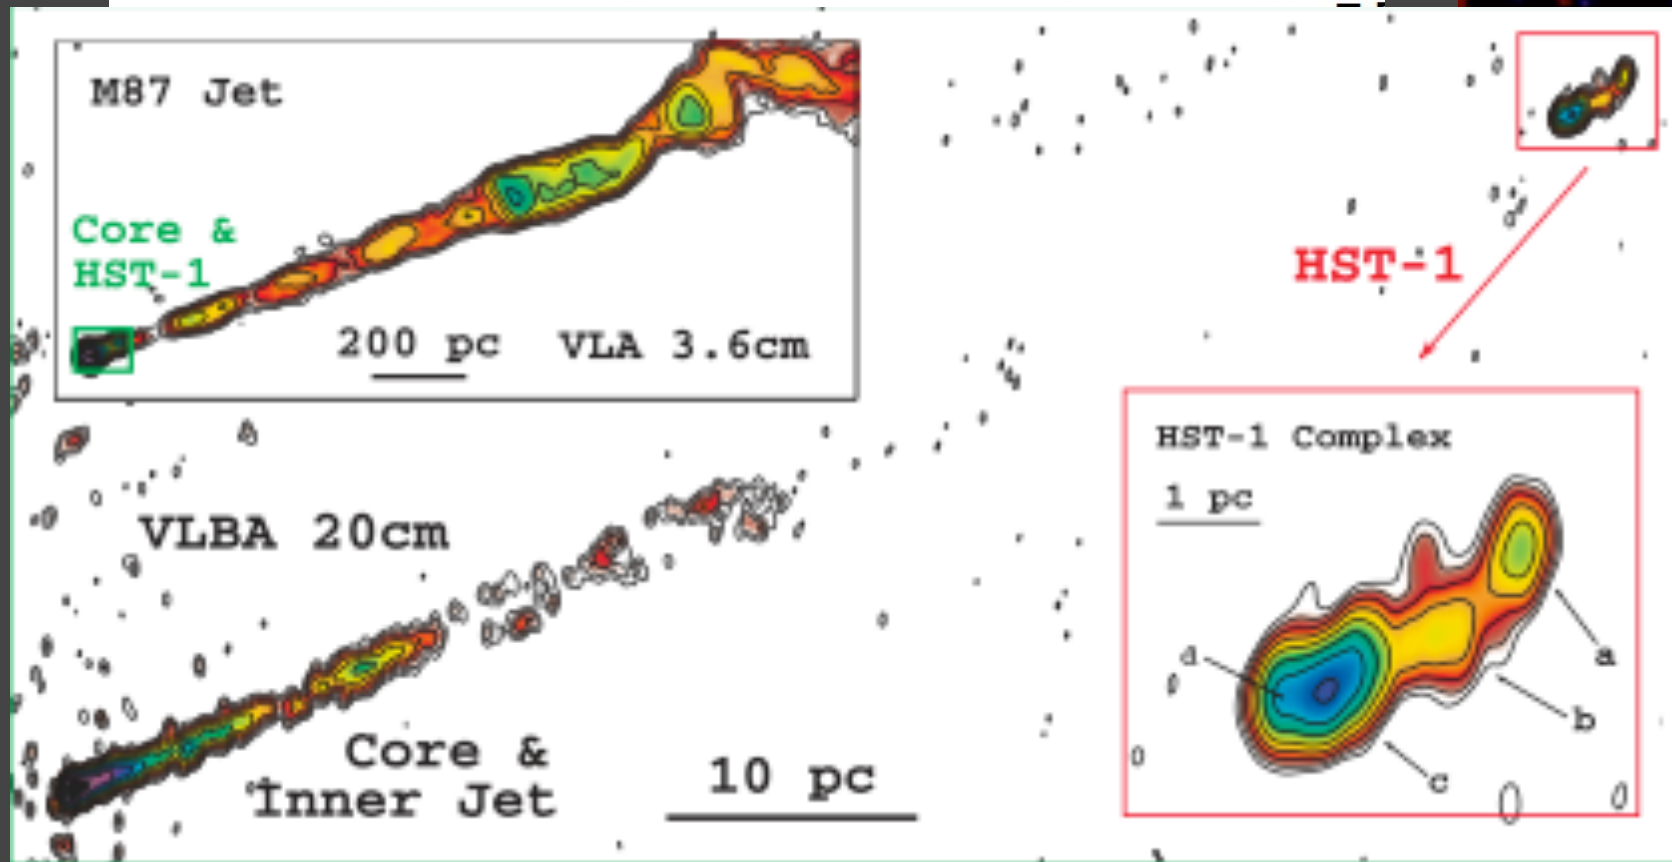 M87 Jet
Core &
HST-1
200 pc
VLA 3.6cm
HST-1
VLBA 20cm
Core &
Inner Jet
10 pc
HST-1 Complex
1 pc
a
d
b
c